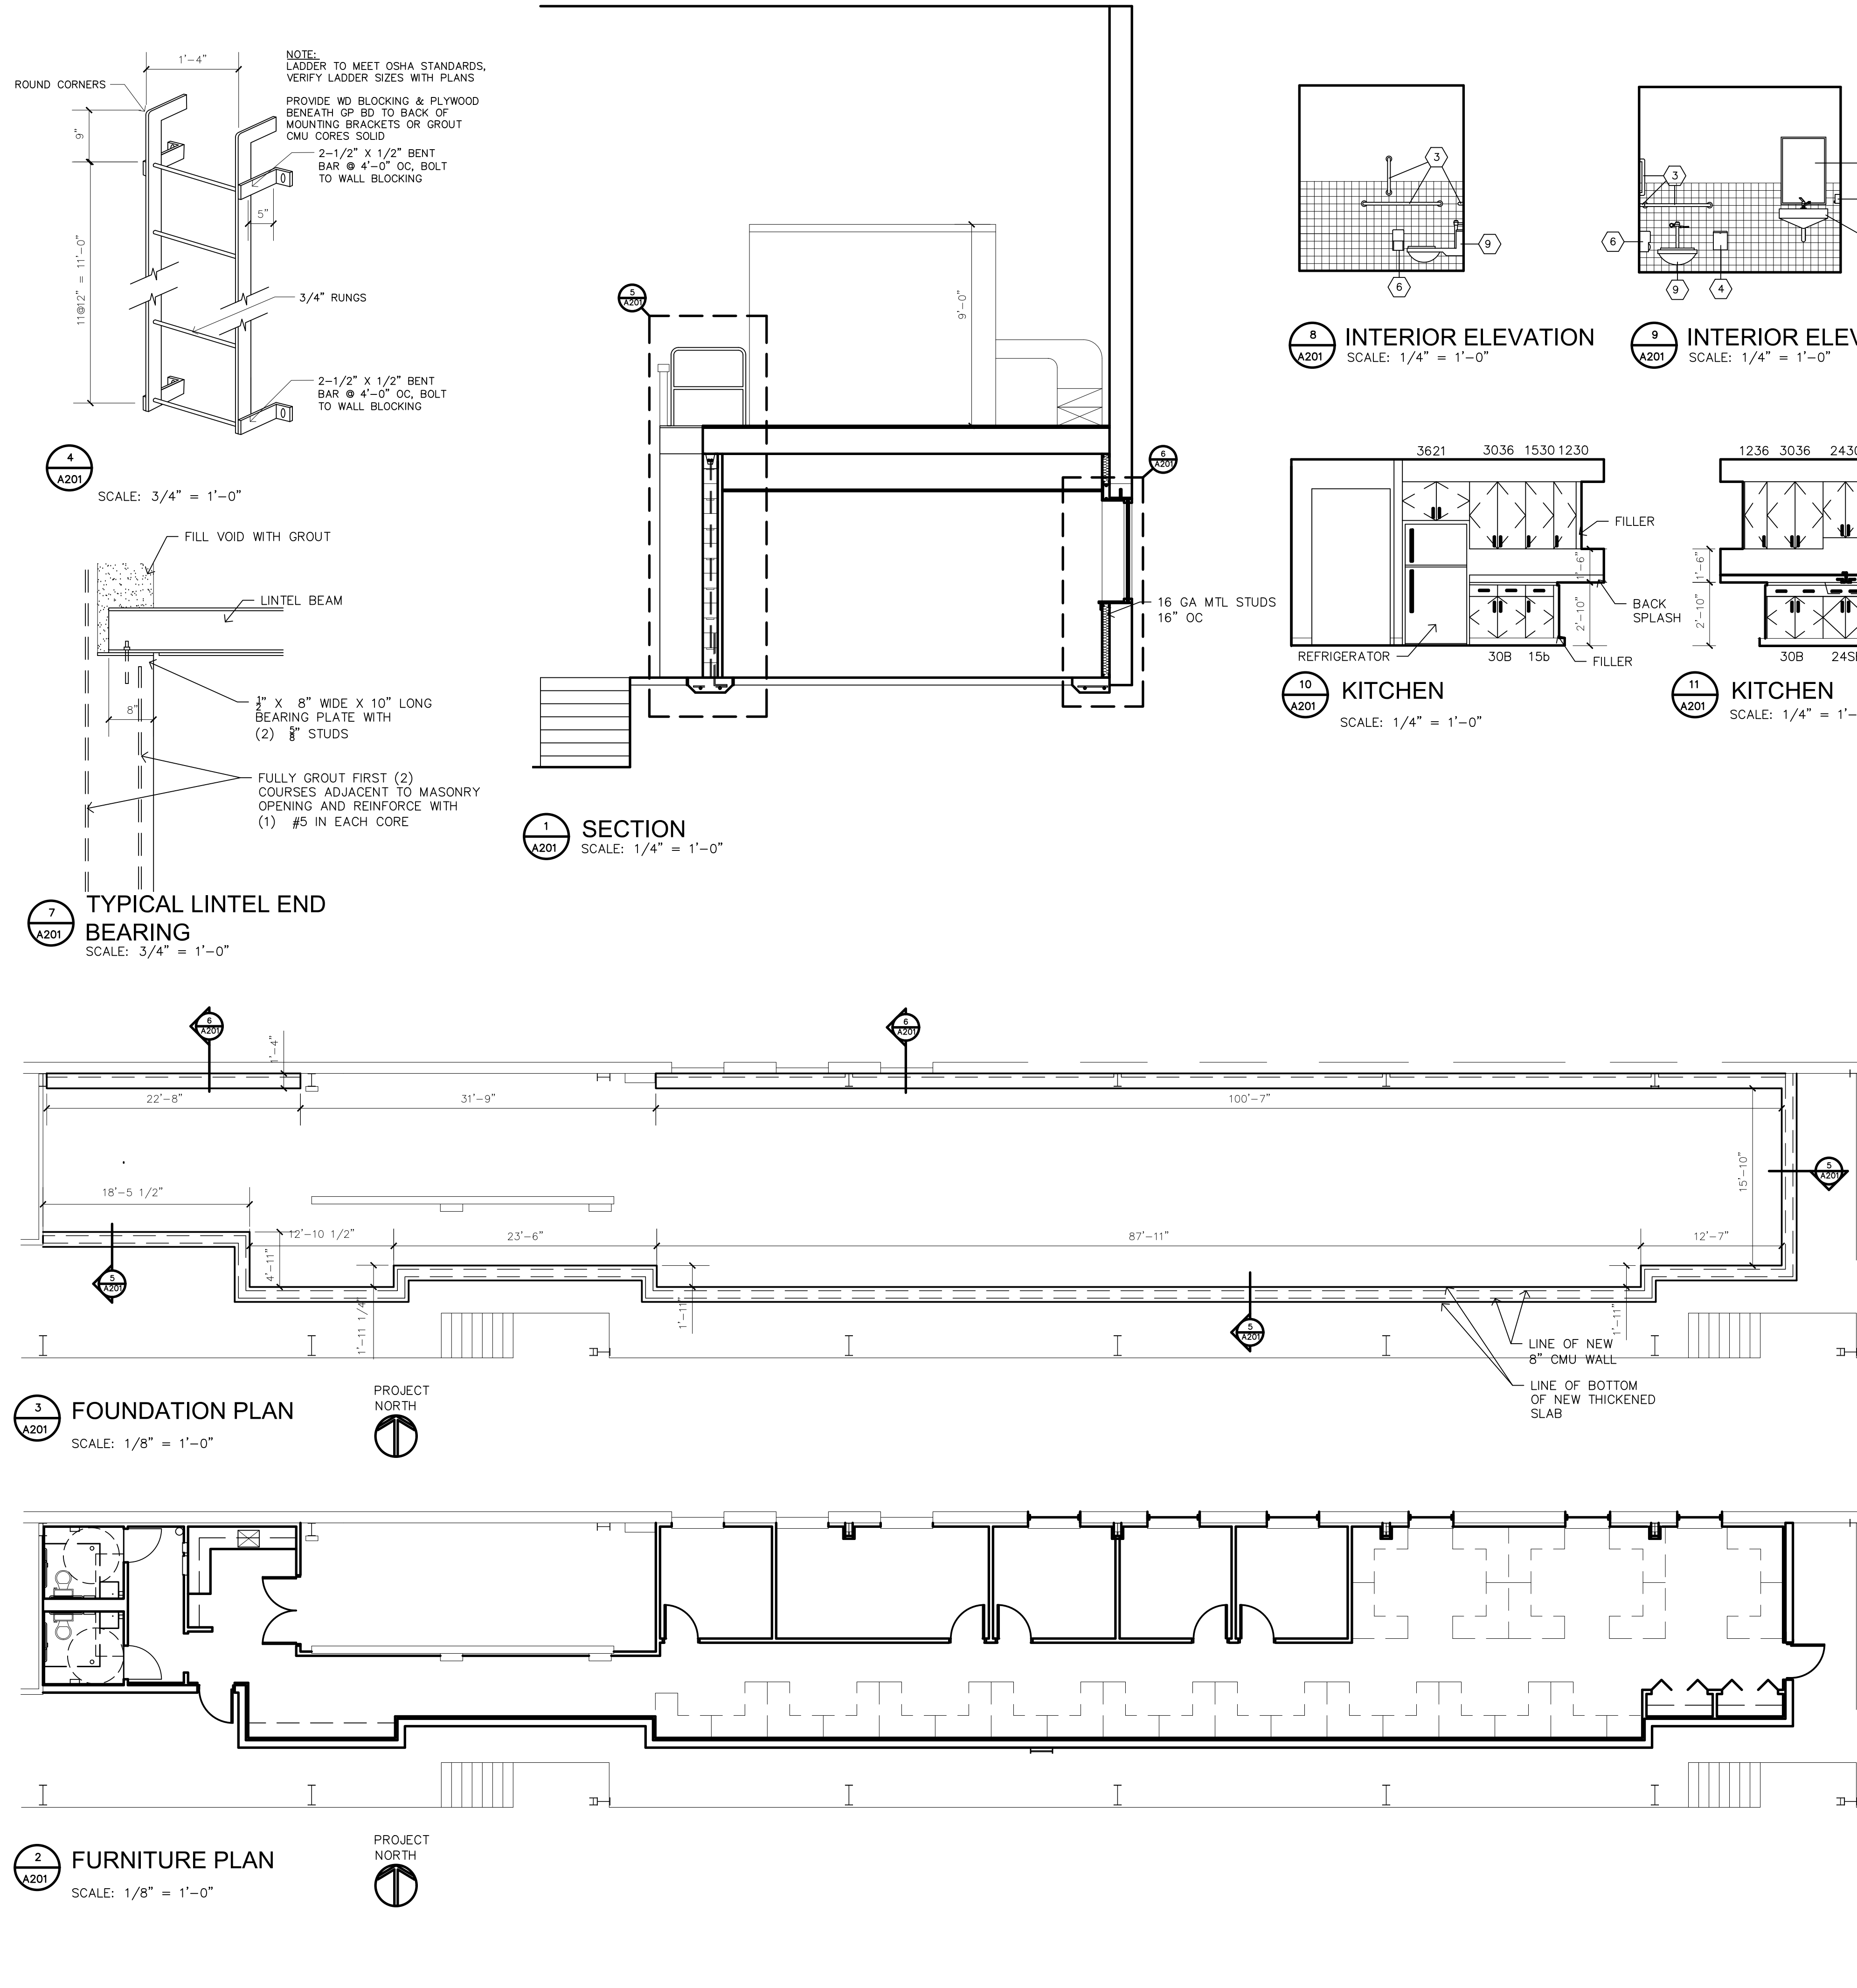 1'-4"
ROUND CORNERS
9"
11@12" = 11'-0"
NOTE:
LADDER TO MEET OSHA STANDARDS,
VERIFY LADDER SIZES WITH PLANS
PROVIDE WD BLOCKING & PLYWOOD
BENEATH GP BD TO BACK OF
MOUNTING BRACKETS OR GROUT
CMU CORES SOLID
2-1/2" X 1/2" BENT
BAR @ 4'-0" OC, BOLT
TO WALL BLOCKING
5"
3/4" RUNGS
2-1/2" X 1/2" BENT
BAR @ 4'-0" OC, BOLT
TO WALL BLOCKING
4
A201
SCALE: 3/4" = 1'-0"
FILL VOID WITH GROUT
LINTEL BEAM
8"
1/2" X 8" WIDE X 10" LONG
BEARING PLATE WITH
(2) 5/8" STUDS
FULLY GROUT FIRST (2)
COURSES ADJACENT TO MASONRY
OPENING AND REINFORCE WITH
(1) #5 IN EACH CORE
7
A201
TYPICAL LINTEL END
BEARING
SCALE: 3/4" = 1'-0"
5
A201
9'-0"
6
A201
16 GA MTL STUDS
16" OC
1
A201
SECTION
SCALE: 1/4" = 1'-0"
3
9
6
8
A201
INTERIOR ELEVATION
SCALE: 1/4" = 1'-0"
3
6
9
4
9
A201
INTERIOR ELEV
SCALE: 1/4" = 1'-0"
3621 3036 1530 1230
FILLER
1'-6"
2'-10"
BACK
SPLASH
REFRIGERATOR
30B 15b
FILLER
10
A201
KITCHEN
SCALE: 1/4" = 1'-0"
1236 3036 2430
1'-6"
2'-10"
30B 24S
11
A201
KITCHEN
SCALE: 1/4" = 1'-
6
A201
6
A201
1'-4"
22'-8" 31'-9" 100'-7"
15'-10"
5
A201
18'-5 1/2"
12'-10 1/2" 23'-6" 87'-11" 12'-7"
4'-11"
5
A201
1'-11 1/4"
1'-11"
5
A201
1'-11"
LINE OF NEW
8" CMU WALL
LINE OF BOTTOM
OF NEW THICKENED
SLAB
3
A201
FOUNDATION PLAN
SCALE: 1/8" = 1'-0"
PROJECT
NORTH
2
A201
FURNITURE PLAN
SCALE: 1/8" = 1'-0"
PROJECT
NORTH